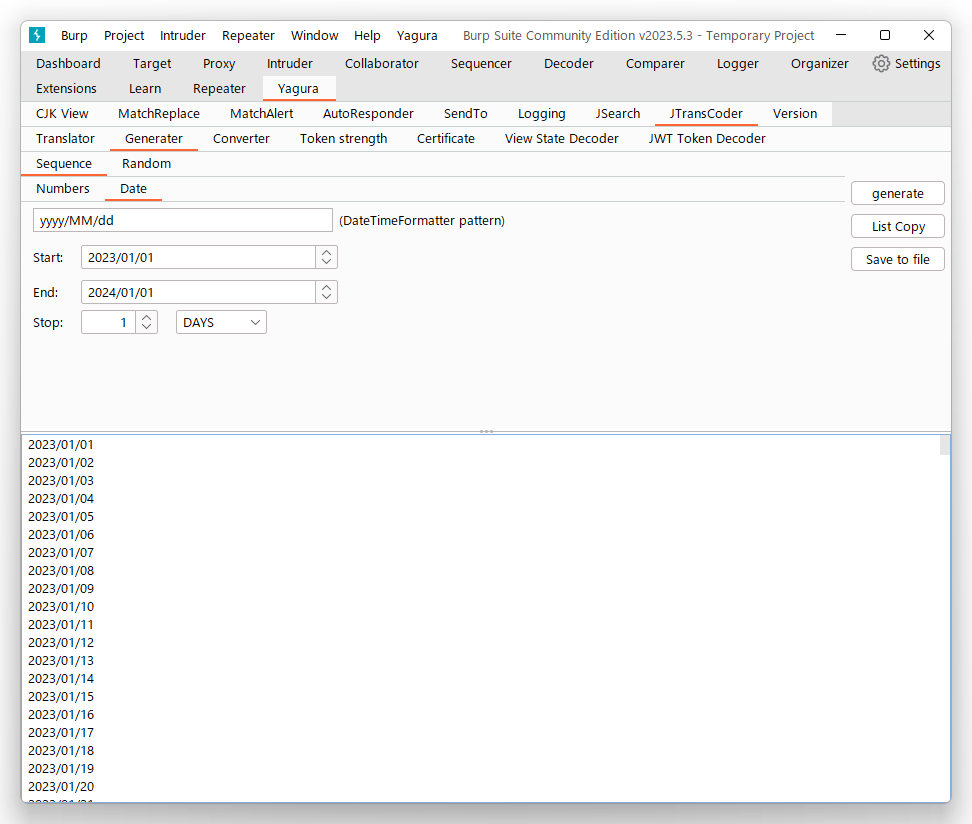 Burp Project Intruder Repeater Window Help Yagura Burp Suite Community Edition v2023.5.3 - Temporary Project
Dashboard Target Proxy Intruder Collaborator Sequencer Decoder Comparer Logger Organizer Settings
Extensions Learn Repeater Yagura
CJK View MatchReplace MatchAlert AutoResponder SendTo Logging JSearch JTransCoder Version
Translator Generater Converter Token strength Certificate View State Decoder JWT Token Decoder
Sequence Random
Numbers Date
generate
yyyy/MM/dd (DateTimeFormatter pattern)
List Copy
Start: 2023/01/01
Save to file
End: 2024/01/01
Stop: 1 DAYS
2023/01/01
2023/01/02
2023/01/03
2023/01/04
2023/01/05
2023/01/06
2023/01/07
2023/01/08
2023/01/09
2023/01/10
2023/01/11
2023/01/12
2023/01/13
2023/01/14
2023/01/15
2023/01/16
2023/01/17
2023/01/18
2023/01/19
2023/01/20